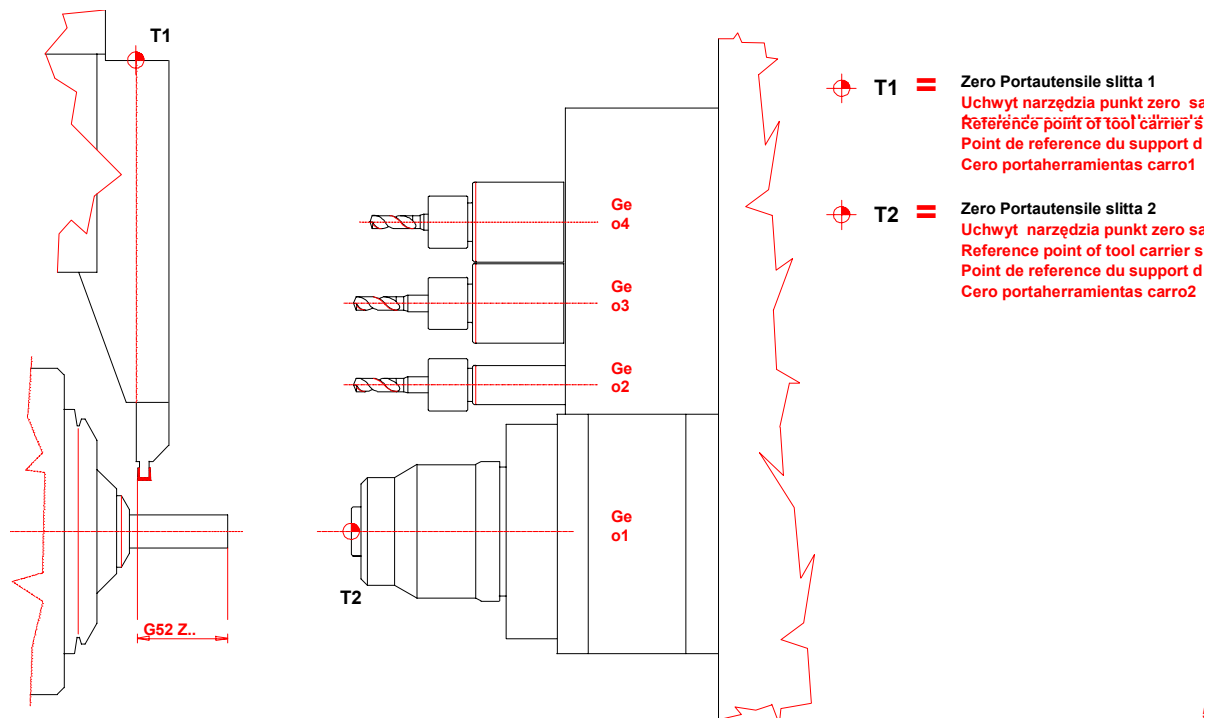 T1
T1 =
Zero Portautensile slitta 1
Uchwyt narzędzia punkt zero sa
Reference point of tool carrier s
Point de reference du support d
Cero portaherramientas carro1
T2 =
Zero Portautensile slitta 2
Uchwyt narzędzia punkt zero sa
Reference point of tool carrier s
Point de reference du support d
Cero portaherramientas carro2
Ge
o4
Ge
o3
Ge
o2
Ge
o1
T2
G52 Z..